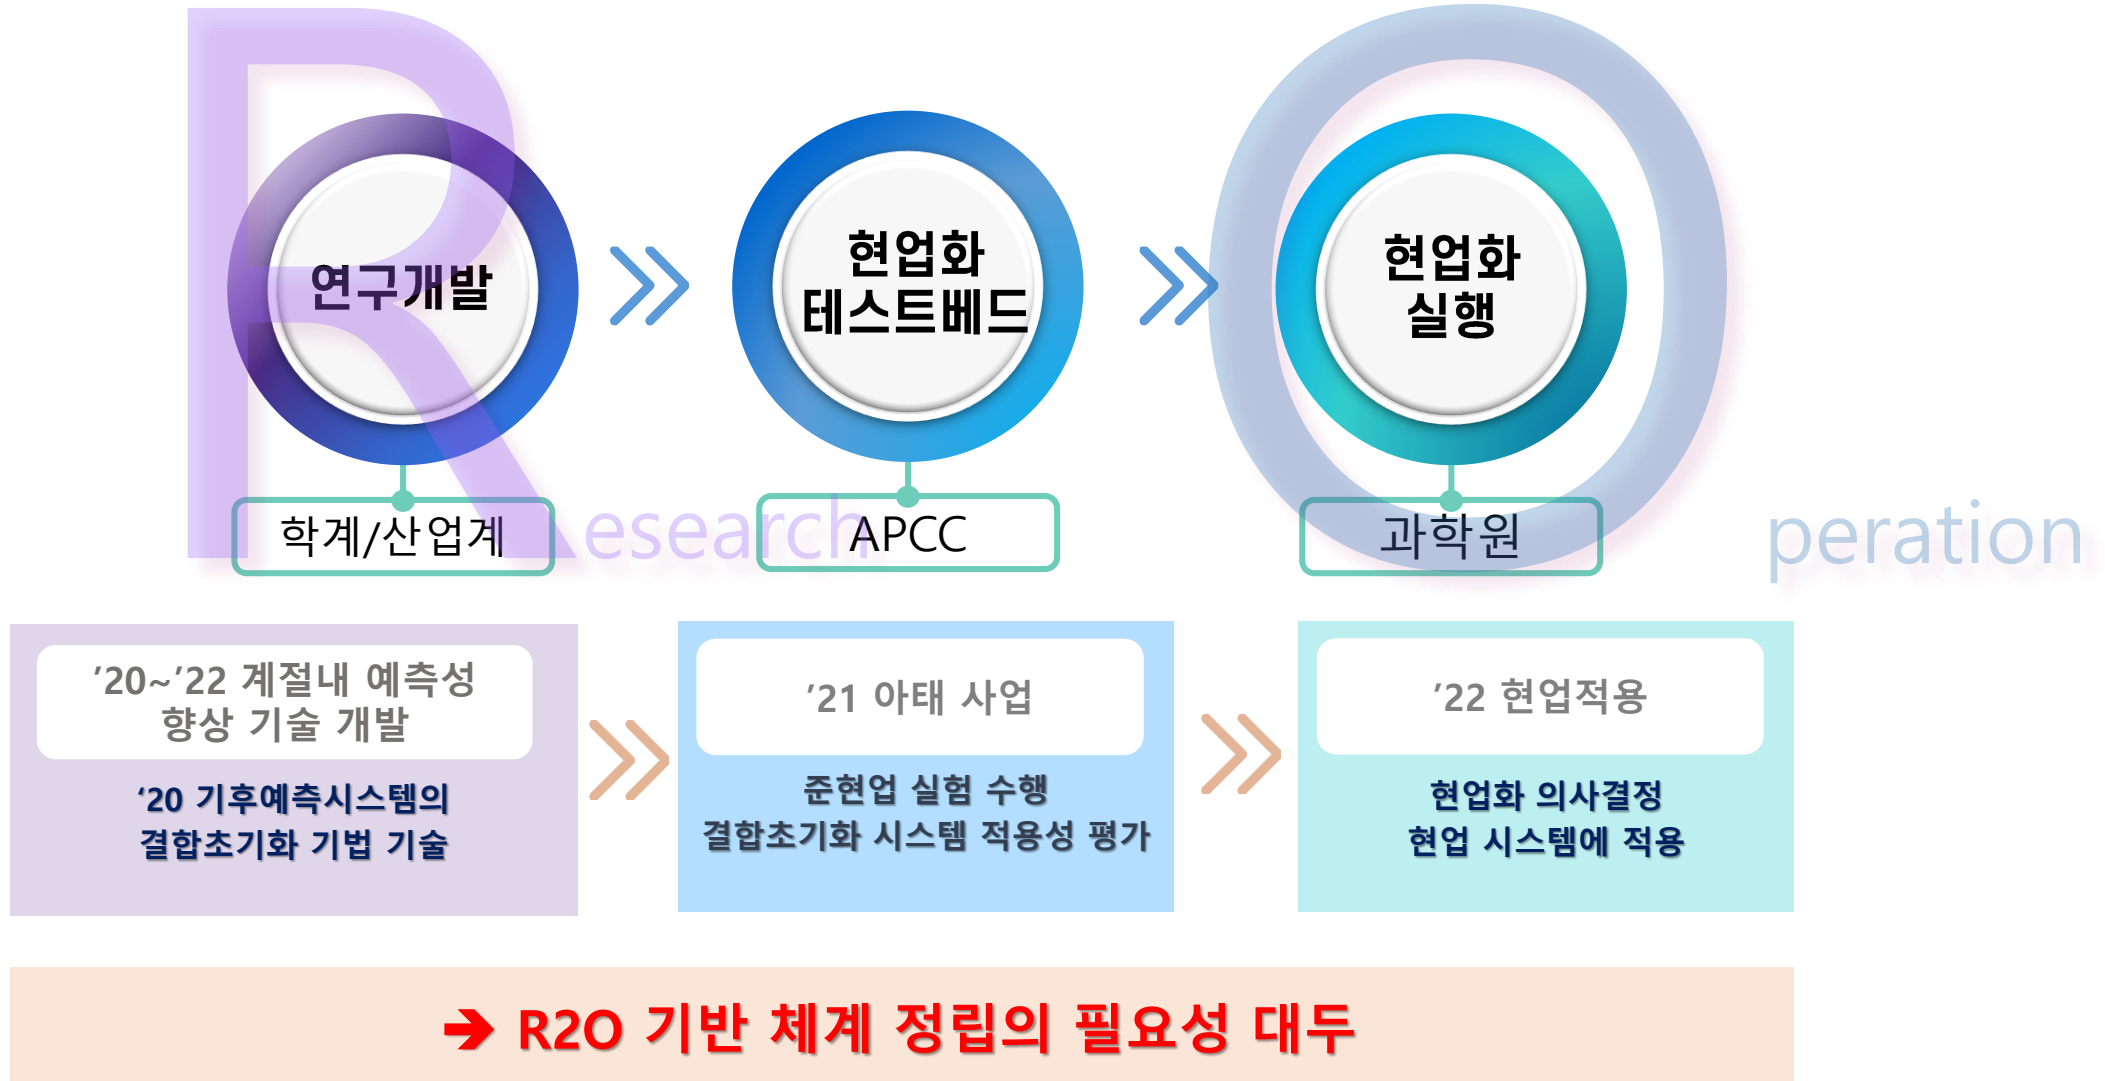 Research
Operation
연구개발
현업화
테스트베드
현업화
실행
학계/산업계
APCC
과학원
’20~’22 계절내 예측성
향상 기술 개발
‘20 기후예측시스템의
결합초기화 기법 기술
’21 아태 사업
준현업 실험 수행
결합초기화 시스템 적용성 평가
’22 현업적용
현업화 의사결정
현업 시스템에 적용
➔ R2O 기반 체계 정립의 필요성 대두